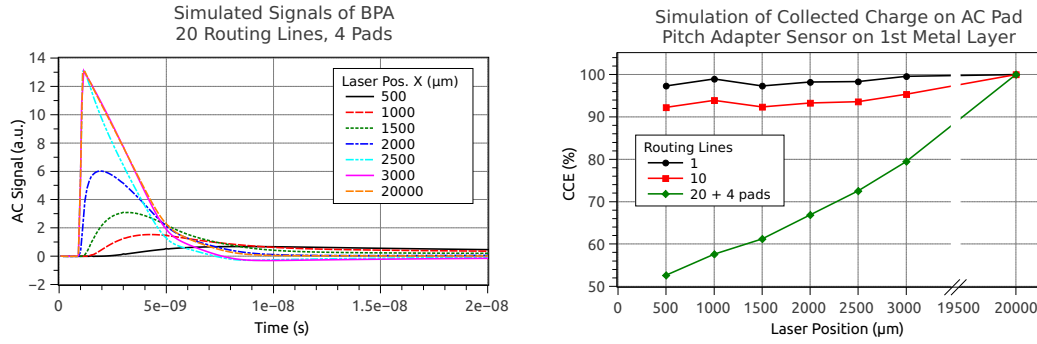 Simulated Signals of BPA
20 Routing Lines, 4 Pads
14
12
10
8
6
4
2
0
−2
AC Signal (a.u.)
Laser Pos. X (μm)
500
1000
1500
2000
2500
3000
20000
0
5e-09
1e-08
1.5e-08
2e-08
Time (s)
Simulation of Collected Charge on AC Pad
Pitch Adapter Sensor on 1st Metal Layer
100
90
80
70
60
50
CCE (%)
Routing Lines
1
10
20 + 4 pads
0
500
1000
1500
2000
2500
3000
19500
20000
Laser Position (μm)